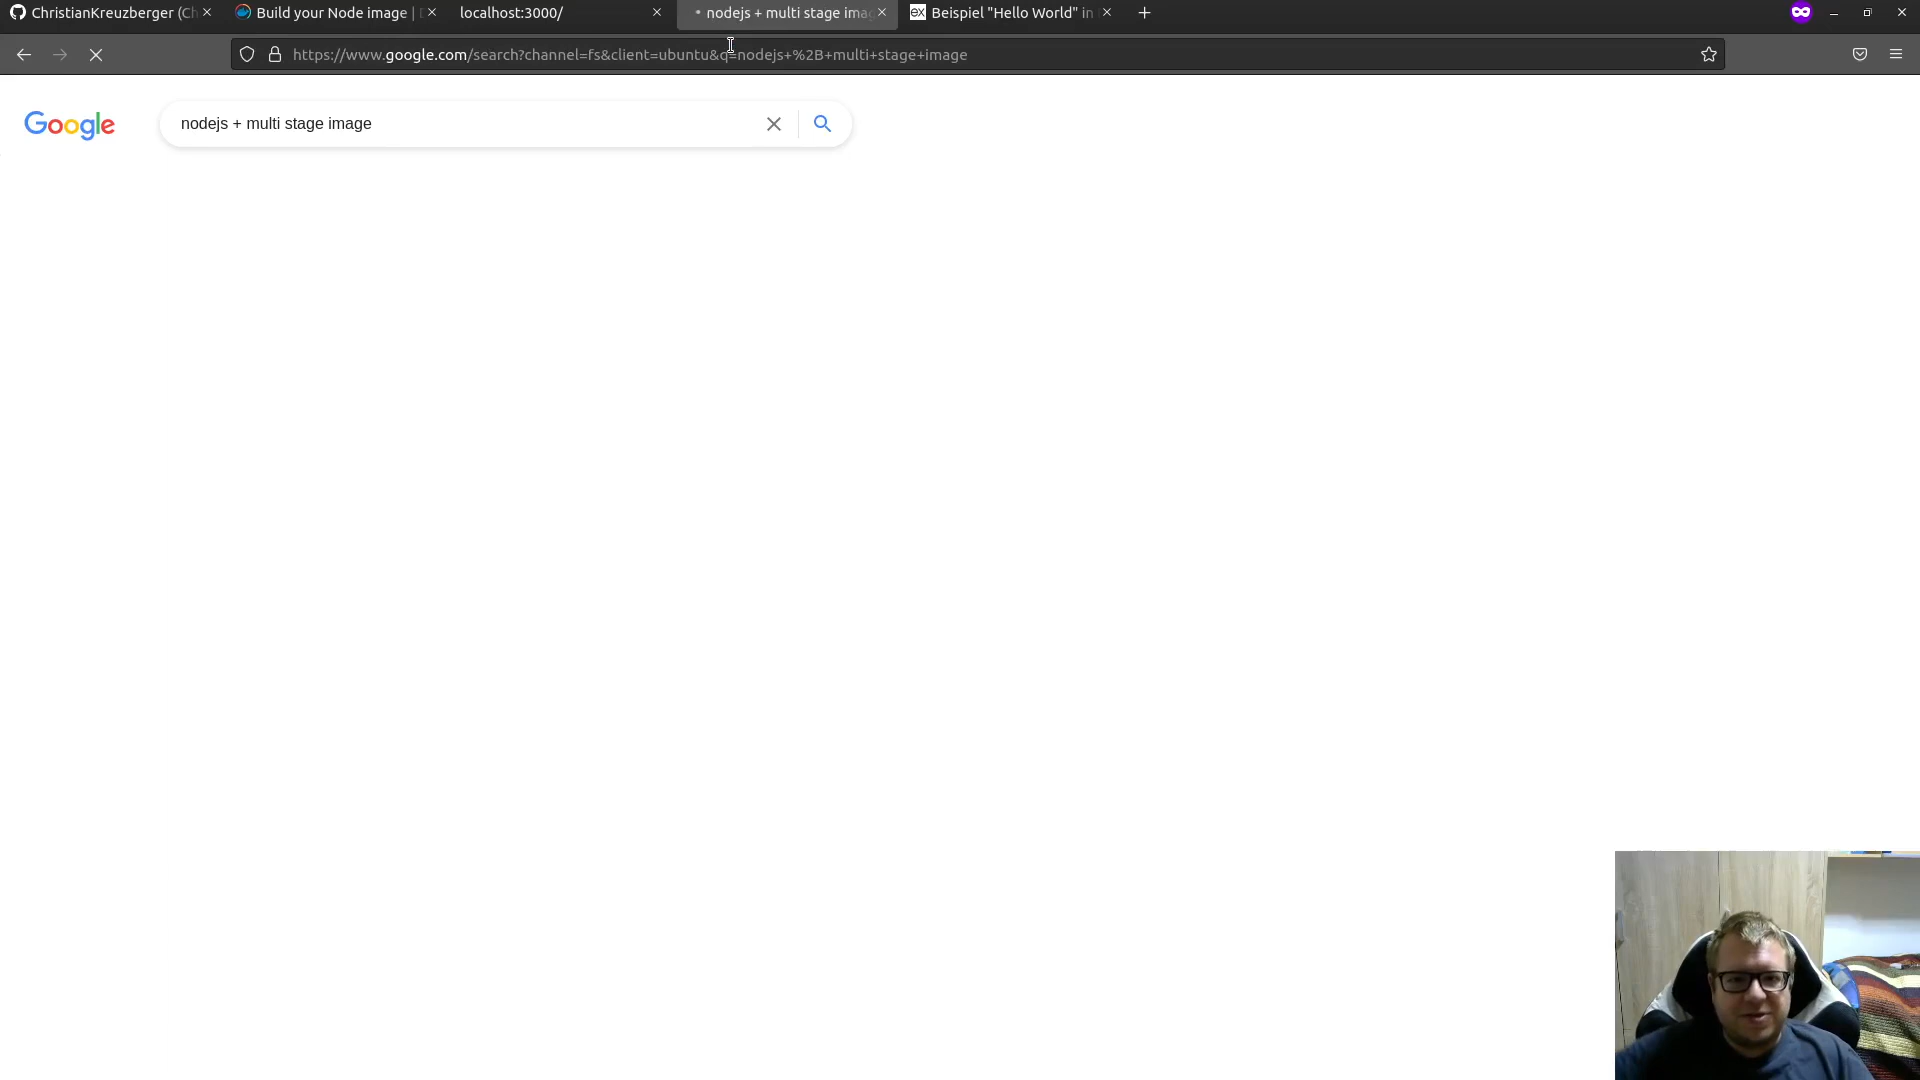 ChristianKreuzberger (Ch
Build your Node image |
localhost:3000/
nodejs + multi stage ima
Beispiel "Hello World" in
https://www.google.com/search?channel=fs&client=ubuntu&q=nodejs+%2B+multi+stage+image
Google
nodejs + multi stage image